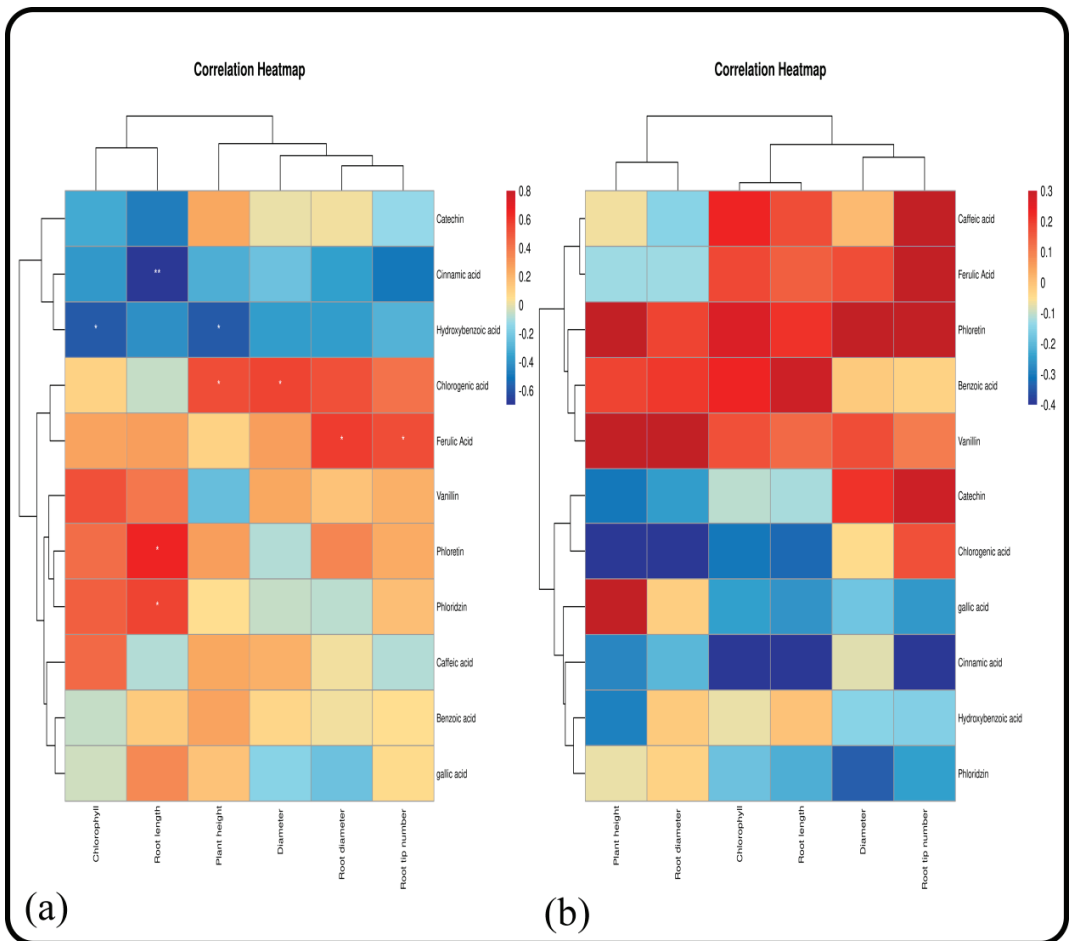 Correlation Heatmap
Catechin
Cinnamic acid
Hydroxybenzoic acid
Chlorogenic acid
Ferulic Acid
Vanillin
Phloretin
Phloridzin
Caffeic acid
Benzoic acid
gallic acid
0.8
0.6
0.4
0.2
0
-0.2
-0.4
-0.6
**
* *
* *
* *
*
*
Chlorophyll
Root length
Plant height
Diameter
Root diameter
Root tip number
(a)
Correlation Heatmap
Caffeic acid
Ferulic Acid
Phloretin
Benzoic acid
Vanillin
Catechin
Chlorogenic acid
gallic acid
Cinnamic acid
Hydroxybenzoic acid
Phloridzin
0.3
0.2
0.1
0
-0.1
-0.2
-0.3
-0.4
Plant height
Root diameter
Chlorophyll
Root length
Diameter
Root tip number
(b)